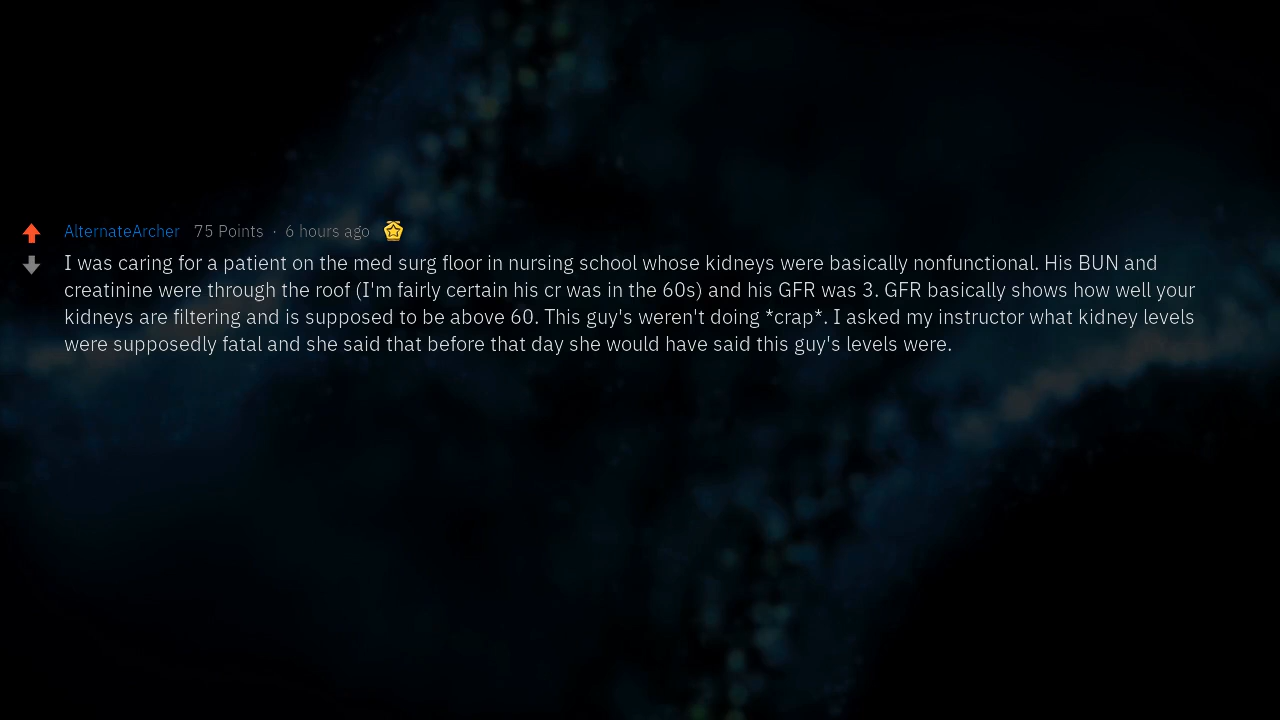 AlternateArcher 75 Points · 6 hours ago
I was caring for a patient on the med surg floor in nursing school whose kidneys were basically nonfunctional. His BUN and
creatinine were through the roof (I'm fairly certain his cr was in the 60s) and his GFR was 3. GFR basically shows how well your
kidneys are filtering and is supposed to be above 60. This guy's weren't doing *crap*. I asked my instructor what kidney levels
were supposedly fatal and she said that before that day she would have said this guy's levels were.